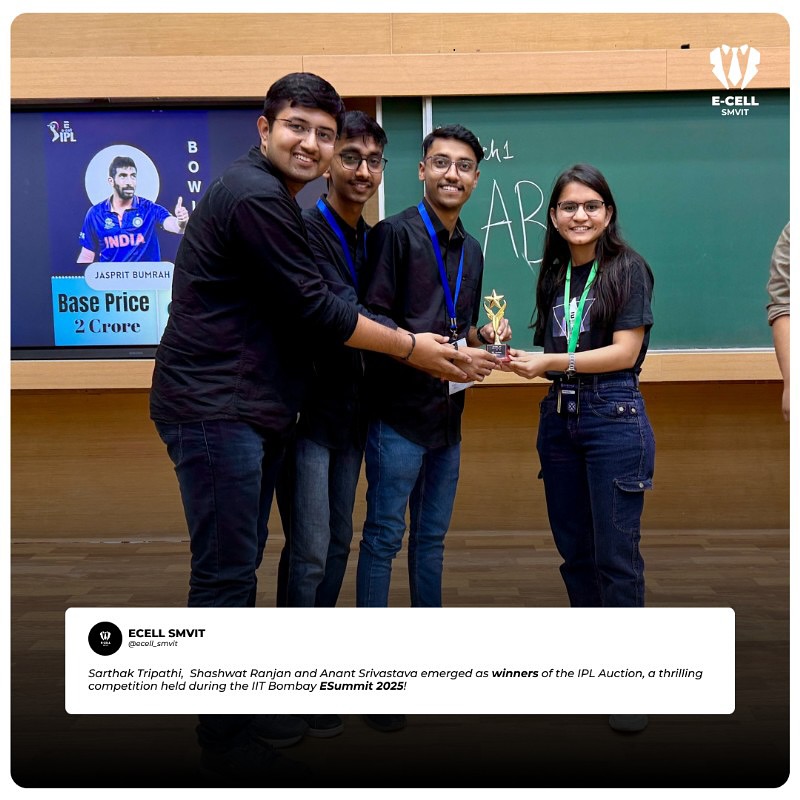 E-CELL
SMVIT
IPL
BOWL
INDIA
JASPRIT BUMRAH
Base Price
2 Crore
AB
ECELL SMVIT
@ecell_smvit
Sarthak Tripathi, Shashwat Ranjan and Anant Srivastava emerged as winners of the IPL Auction, a thrilling
competition held during the IIT Bombay ESummit 2025!